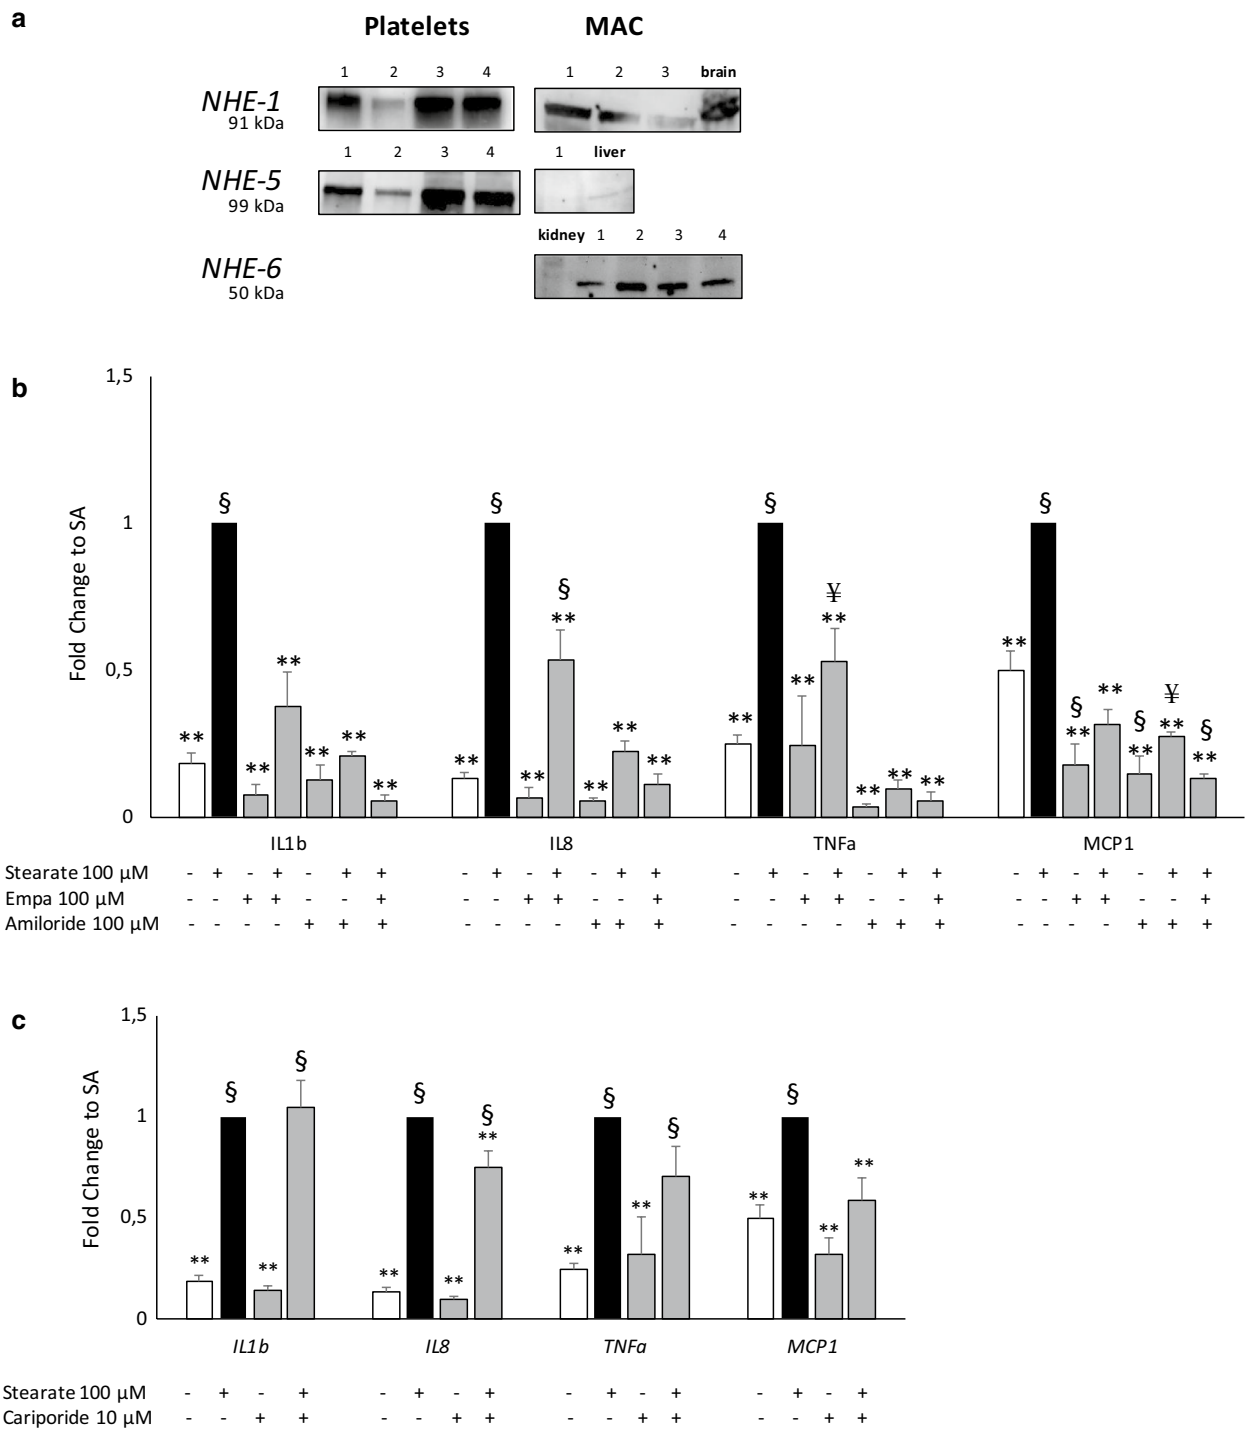 a
Platelets MAC
1 2 3 4 1 2 3 brain
NHE-1
91 kDa
1 2 3 4 1 liver
NHE-5
99 kDa
kidney 1 2 3 4
NHE-6
50 kDa
b
Fold Change to SA
1,5
1
0,5
0
** § ** ** ** ** **
** § ** § ** ** ** **
** § ** ¥ ** ** ** **
** § § ** ** § ** ¥ ** § **
IL1b IL8 TNFa MCP1
Stearate 100 µM - + - + - + + - + - + - + + - + - + - + + - + - + - + +
Empa 100 µM - - + + - - + - - + + - - + - - + + - - + - - + + - - +
Amiloride 100 µM - - - - + + + - - - - + + + - - - - + + + - - - - + + +
c
Fold Change to SA
1,5
1
0,5
0
** § ** §
** § ** § **
** § ** §
** § ** **
IL1b IL8 TNFa MCP1
Stearate 100 µM - + - + - + - + - + - + - + - +
Cariporide 10 µM - - + + - - + + - - + + - - + +